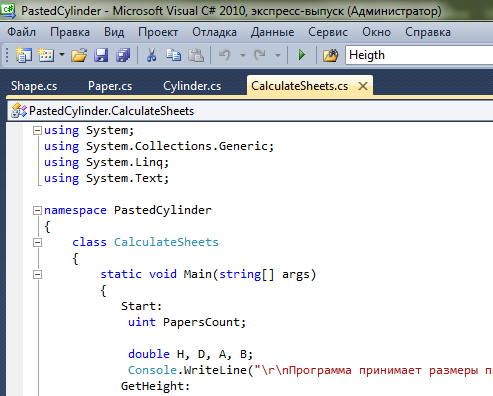 PastedCylinder - Microsoft Visual C# 2010, экспресс-выпуск (Администратор)
Файл Правка Вид Проект Отладка Данные Сервис Окно Справка
Heigth
Shape.cs Paper.cs Cylinder.cs CalculateSheets.cs
PastedCylinder.CalculateSheets
using System;
using System.Collections.Generic;
using System.Linq;
using System.Text;
namespace PastedCylinder
{
class CalculateSheets
{
static void Main(string[] args)
{
Start:
uint PapersCount;
double H, D, A, B;
Console.WriteLine("\r\nПрограмма принимает размеры п
GetHeight: